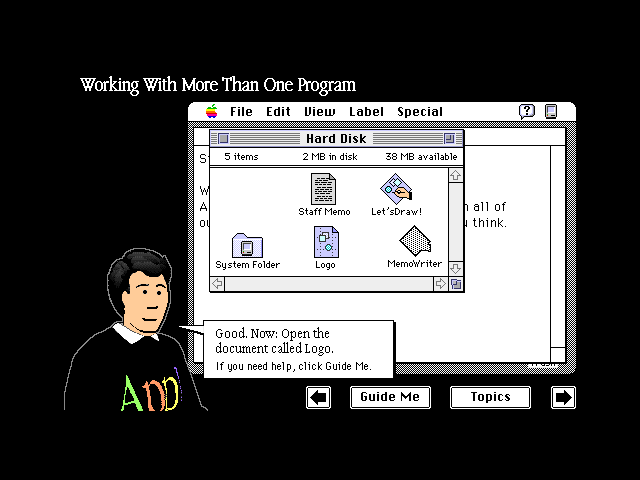 Working With More Than One Program
File Edit View Label Special
Hard Disk
5 items 2 MB in disk 38 MB available
Staff Memo Let'sDraw!
all of
think.
System Folder Logo MemoWriter
Good. Now: Open the
document called Logo.
If you need help, click Guide Me.
Guide Me Topics